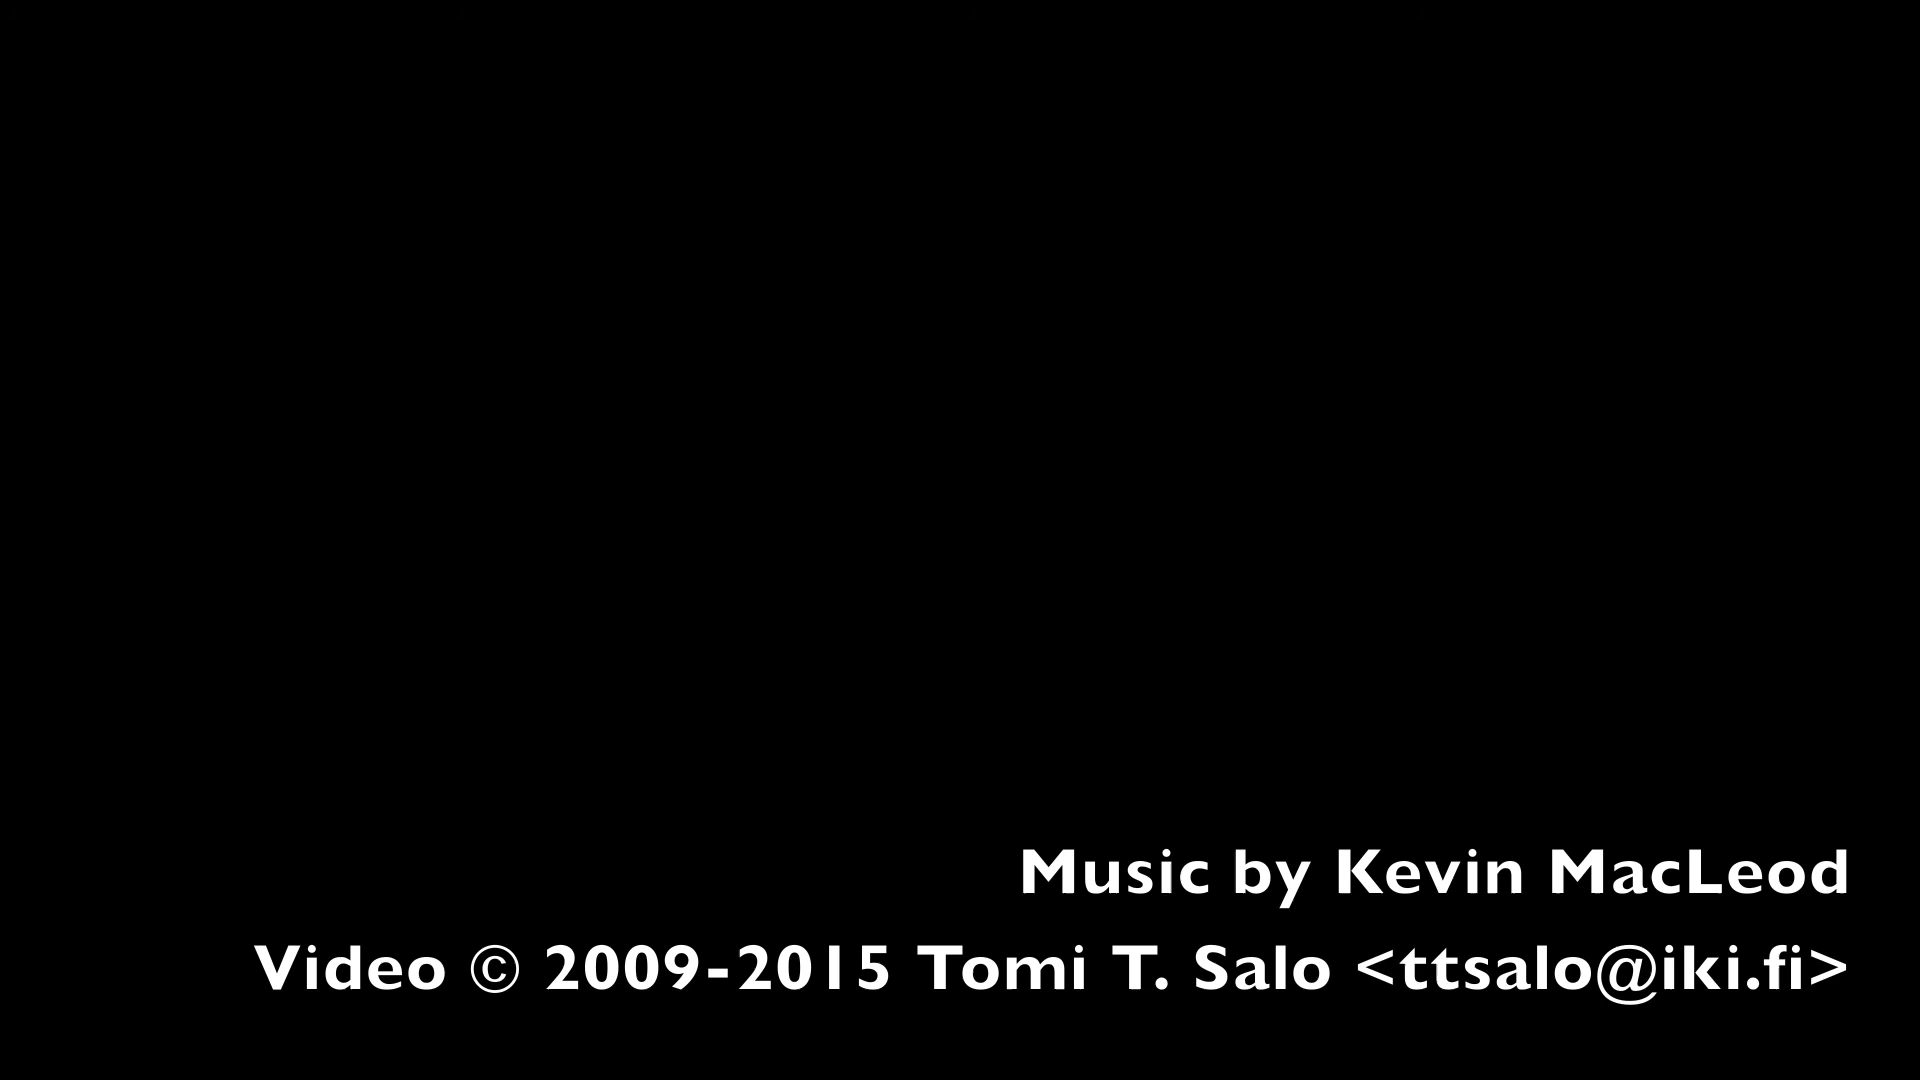 Music by Kevin MacLeod
Video © 2009-2015 Tomi T. Salo <ttsalo@iki.fi>